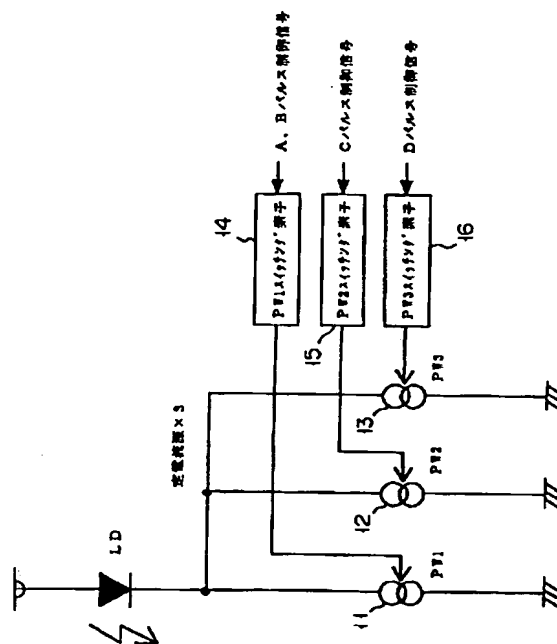 LD
定電流源×3
11
PW1
12
PW2
13
PW3
14
PW1スイッチング素子
A、Bパルス制御信号
15
PW2スイッチング素子
Cパルス制御信号
16
PW3スイッチング素子
Dパルス制御信号